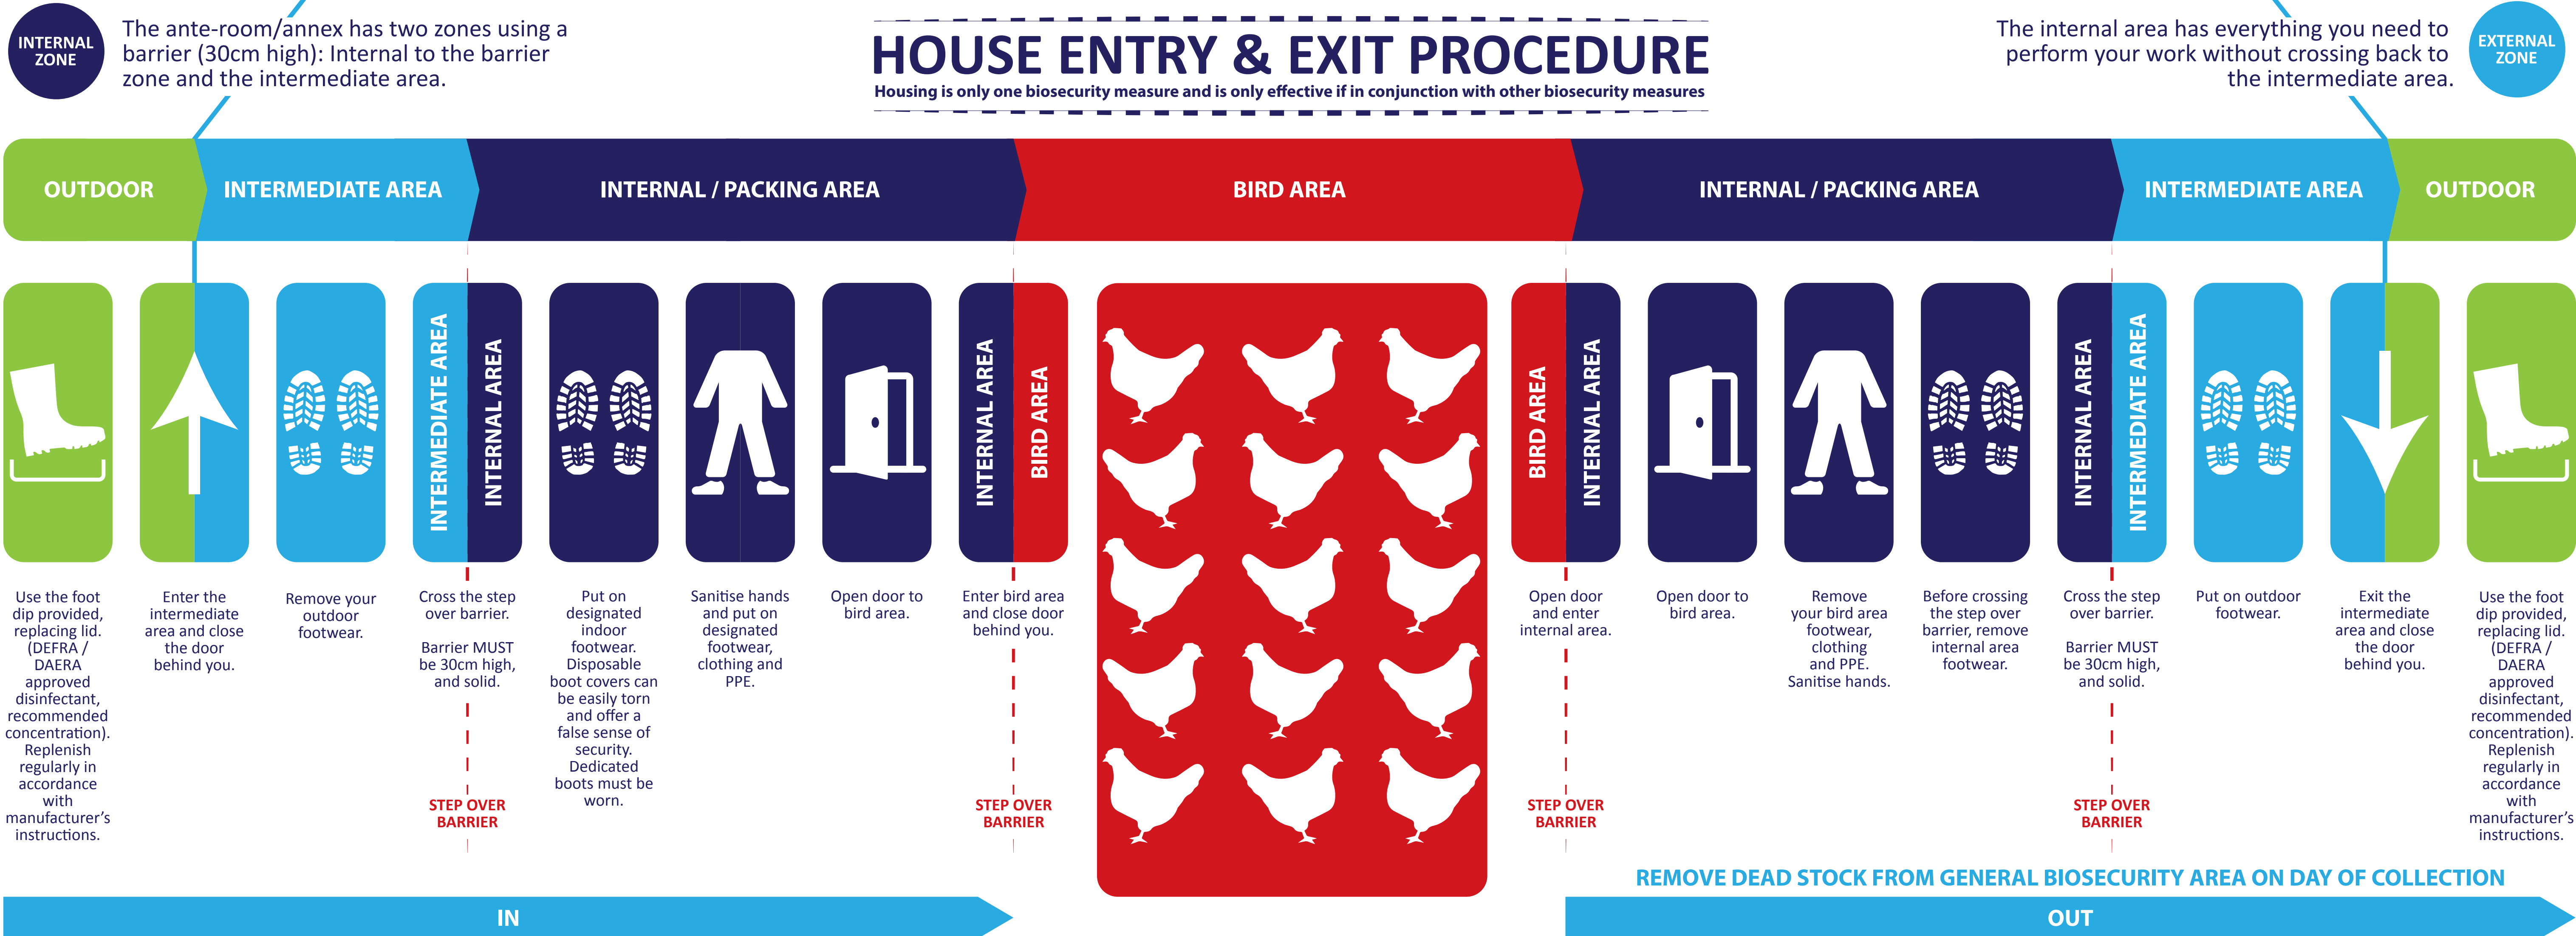 INTERNAL
ZONE
The ante-room/annex has two zones using a
barrier (30cm high): Internal to the barrier
zone and the intermediate area.
HOUSE ENTRY & EXIT PROCEDURE
Housing is only one biosecurity measure and is only effective if in conjunction with other biosecurity measures
The internal area has everything you need to
perform your work without crossing back to
the intermediate area.
EXTERNAL
ZONE
OUTDOOR
INTERMEDIATE AREA
INTERNAL / PACKING AREA
BIRD AREA
INTERNAL / PACKING AREA
INTERMEDIATE AREA
OUTDOOR
INTERMEDIATE AREA
INTERNAL AREA
INTERNAL AREA
BIRD AREA
BIRD AREA
INTERNAL AREA
INTERNAL AREA
INTERMEDIATE AREA
Use the foot
dip provided,
replacing lid.
(DEFRA /
DAERA
approved
disinfectant,
recommended
concentration).
Replenish
regularly in
accordance
with
manufacturer's
instructions.
Enter the
intermediate
area and close
the door
behind you.
Remove your
outdoor
footwear.
Cross the step
over barrier.
Barrier MUST
be 30cm high,
and solid.
STEP OVER
BARRIER
Put on
designated
indoor
footwear.
Disposable
boot covers can
be easily torn
and offer a
false sense of
security.
Dedicated
boots must be
worn.
Sanitise hands
and put on
designated
footwear,
clothing and
PPE.
Open door to
bird area.
Enter bird area
and close door
behind you.
STEP OVER
BARRIER
Open door
and enter
internal area.
STEP OVER
BARRIER
Open door to
bird area.
Remove
your bird area
footwear,
clothing
and PPE.
Sanitise hands.
Before crossing
the step over
barrier, remove
internal area
footwear.
Cross the step
over barrier.
Barrier MUST
be 30cm high,
and solid.
STEP OVER
BARRIER
Put on outdoor
footwear.
Exit the
intermediate
area and close
the door
behind you.
Use the foot
dip provided,
replacing lid.
(DEFRA /
DAERA
approved
disinfectant,
recommended
concentration).
Replenish
regularly in
accordance
with
manufacturer's
instructions.
REMOVE DEAD STOCK FROM GENERAL BIOSECURITY AREA ON DAY OF COLLECTION
IN
OUT